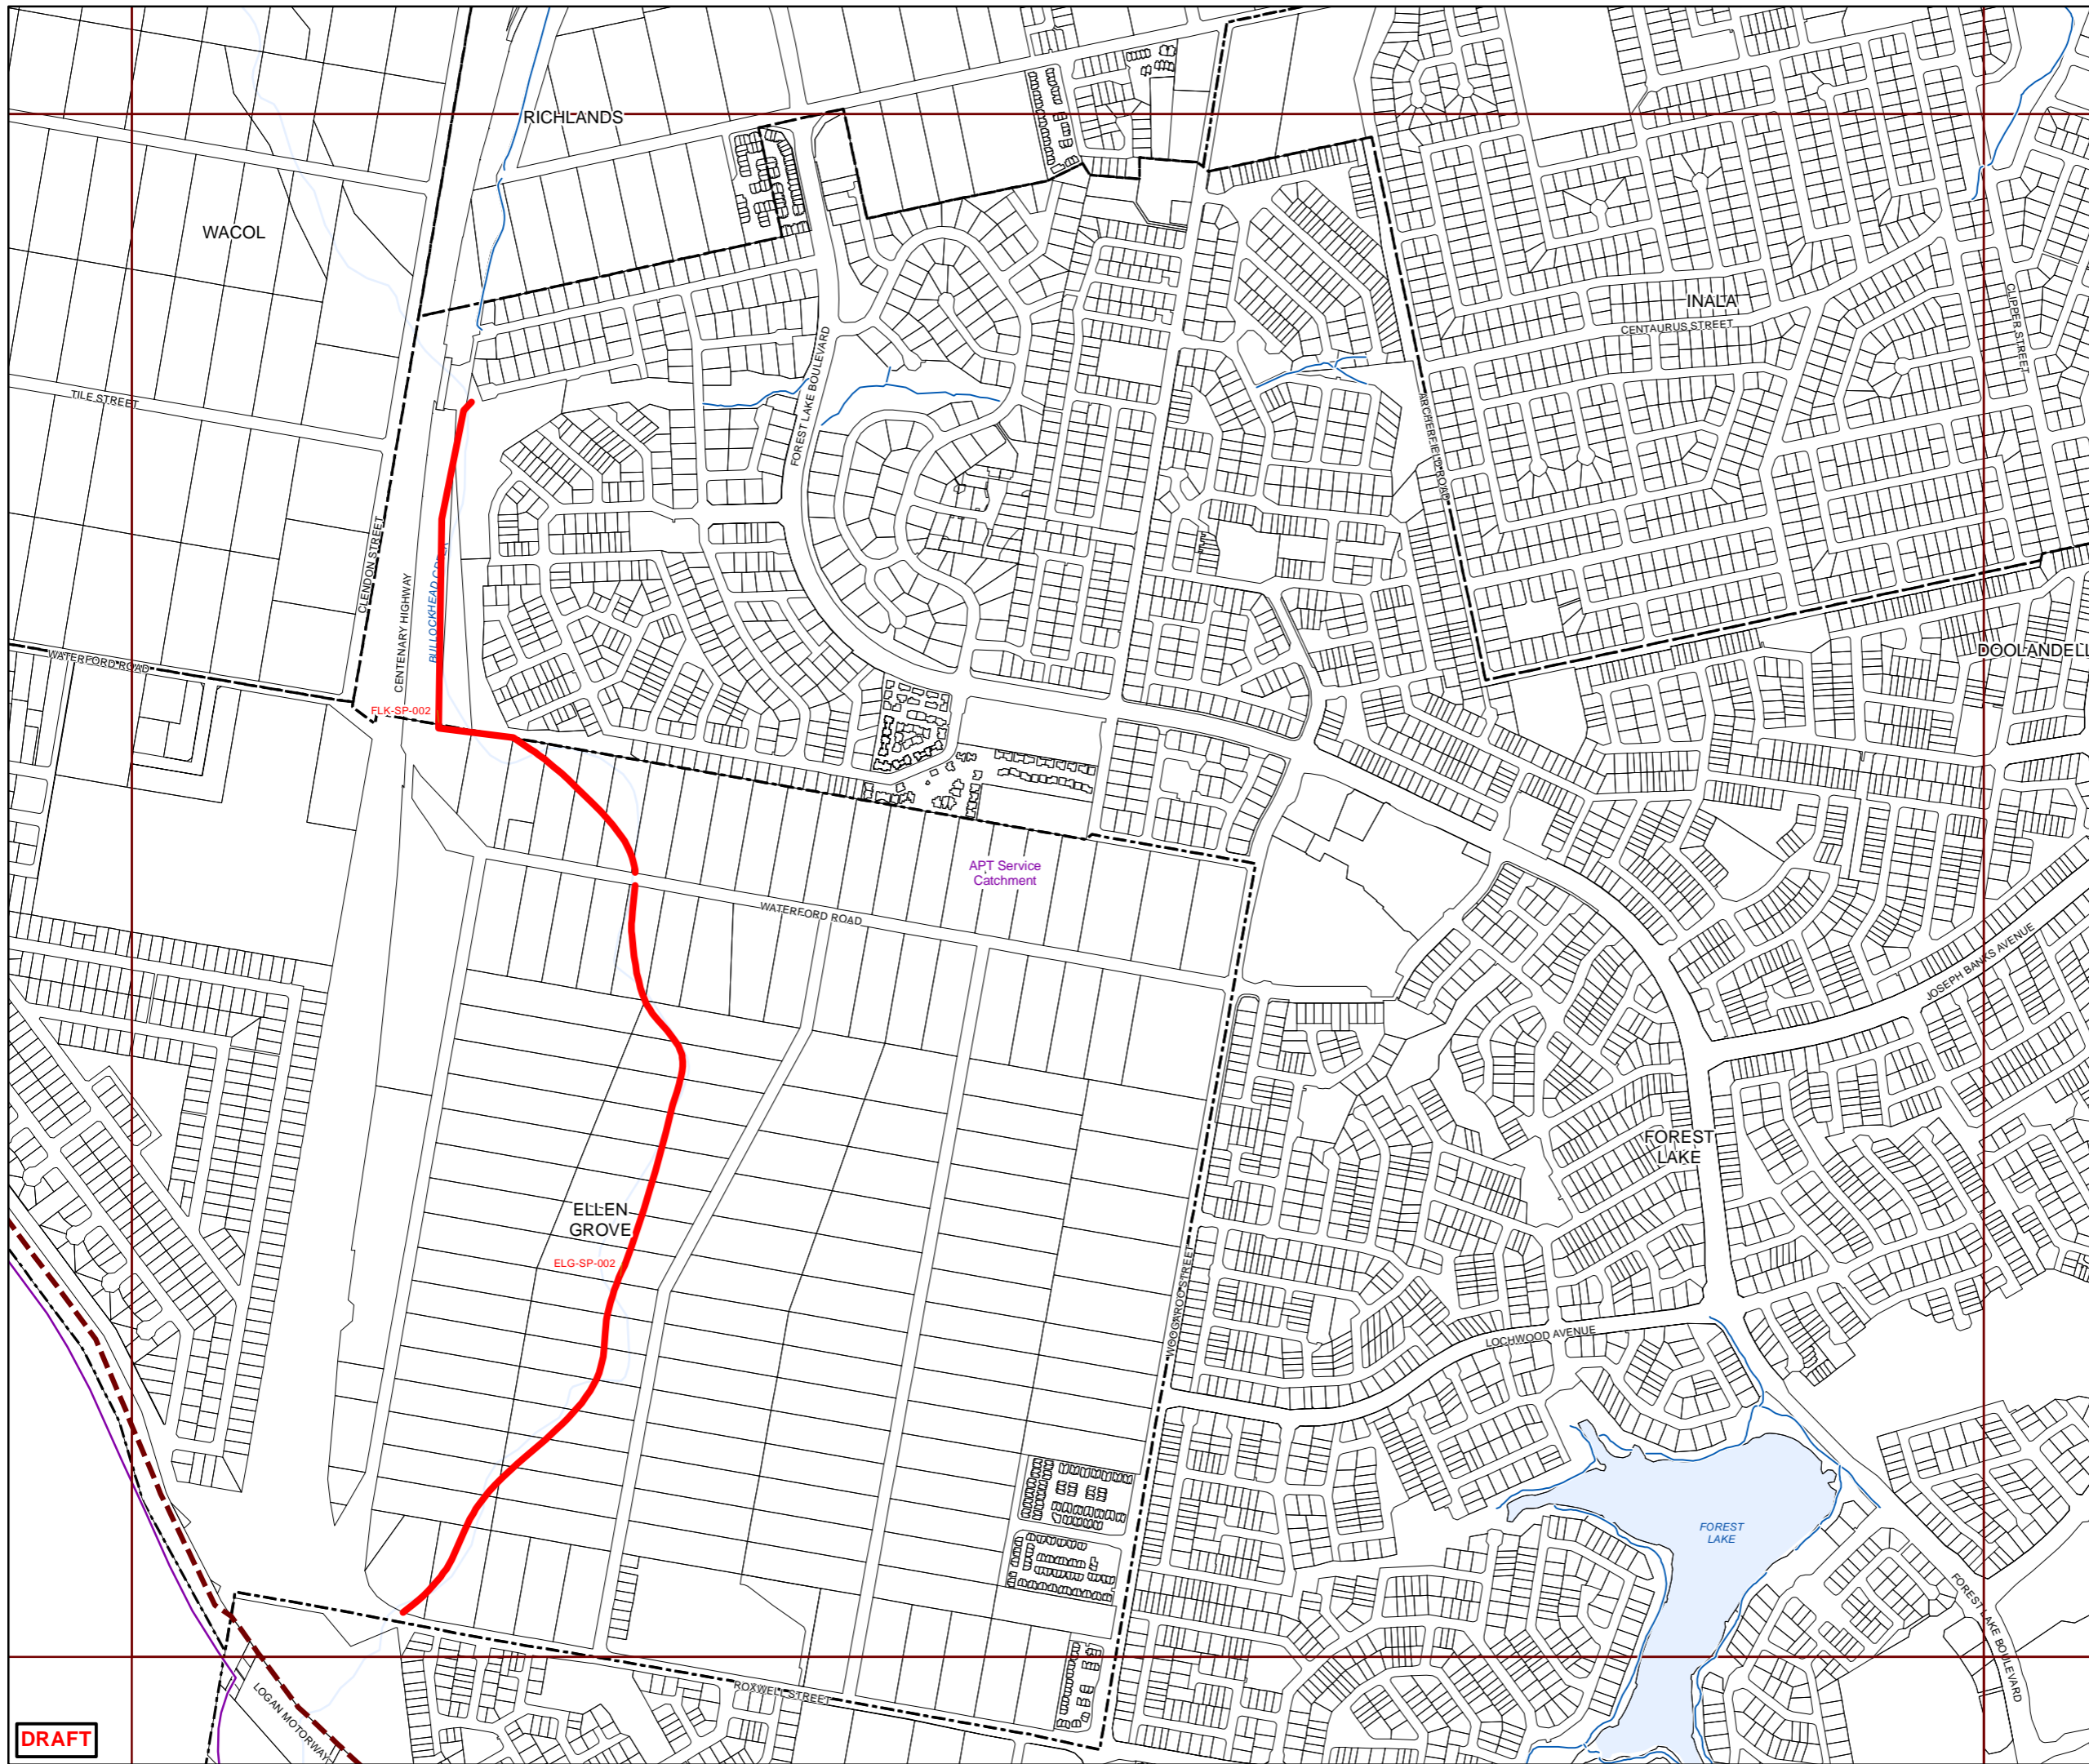 RICHLANDS
WACOL
INALA
CENTAURUS STREET
CLIPPER STREET
FOREST LAKE BOULEVARD
TILE STREET
ARCHERFIELD ROAD
CLENDON STREET
CENTENARY HIGHWAY
WATERFORD ROAD
FLK-SP-002
APT Service
Catchment
WATERFORD ROAD
JOSEPH BANKS AVENUE
FOREST
LAKE
ELLEN
GROVE
ELG-SP-002
WOOGAROO STREET
LOCHWOOD AVENUE
FOREST
LAKE
FOREST LAKE BOULEVARD
ROXWELL STREET
LOGAN MOTORWAY
DRAFT